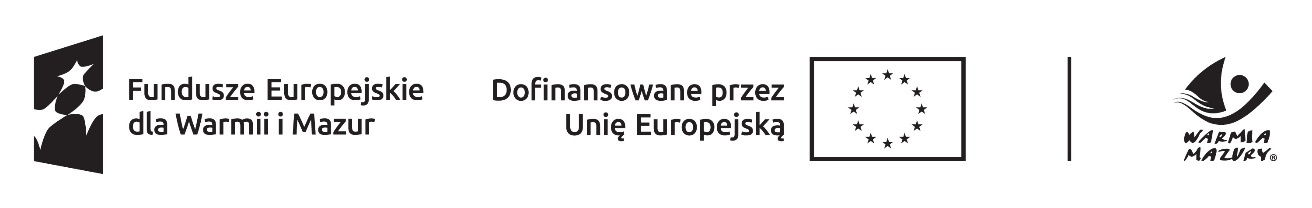 Fundusze Europejskie
dla Warmii i Mazur
Dofinansowane przez
Unię Europejską
WARMIA
MAZURY®